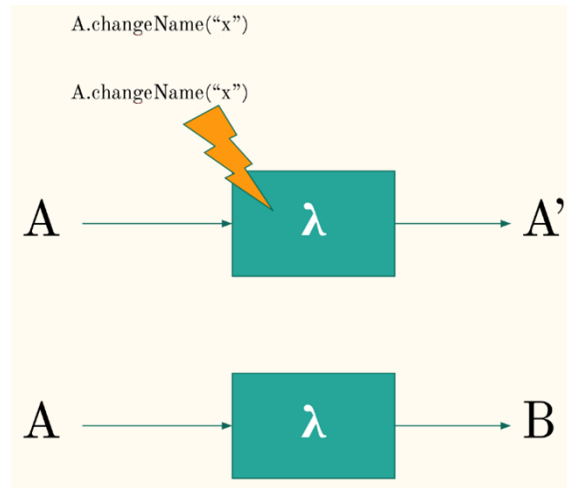 A.changeName(“x”)
A.changeName(“x”)
A λ A’
A λ B